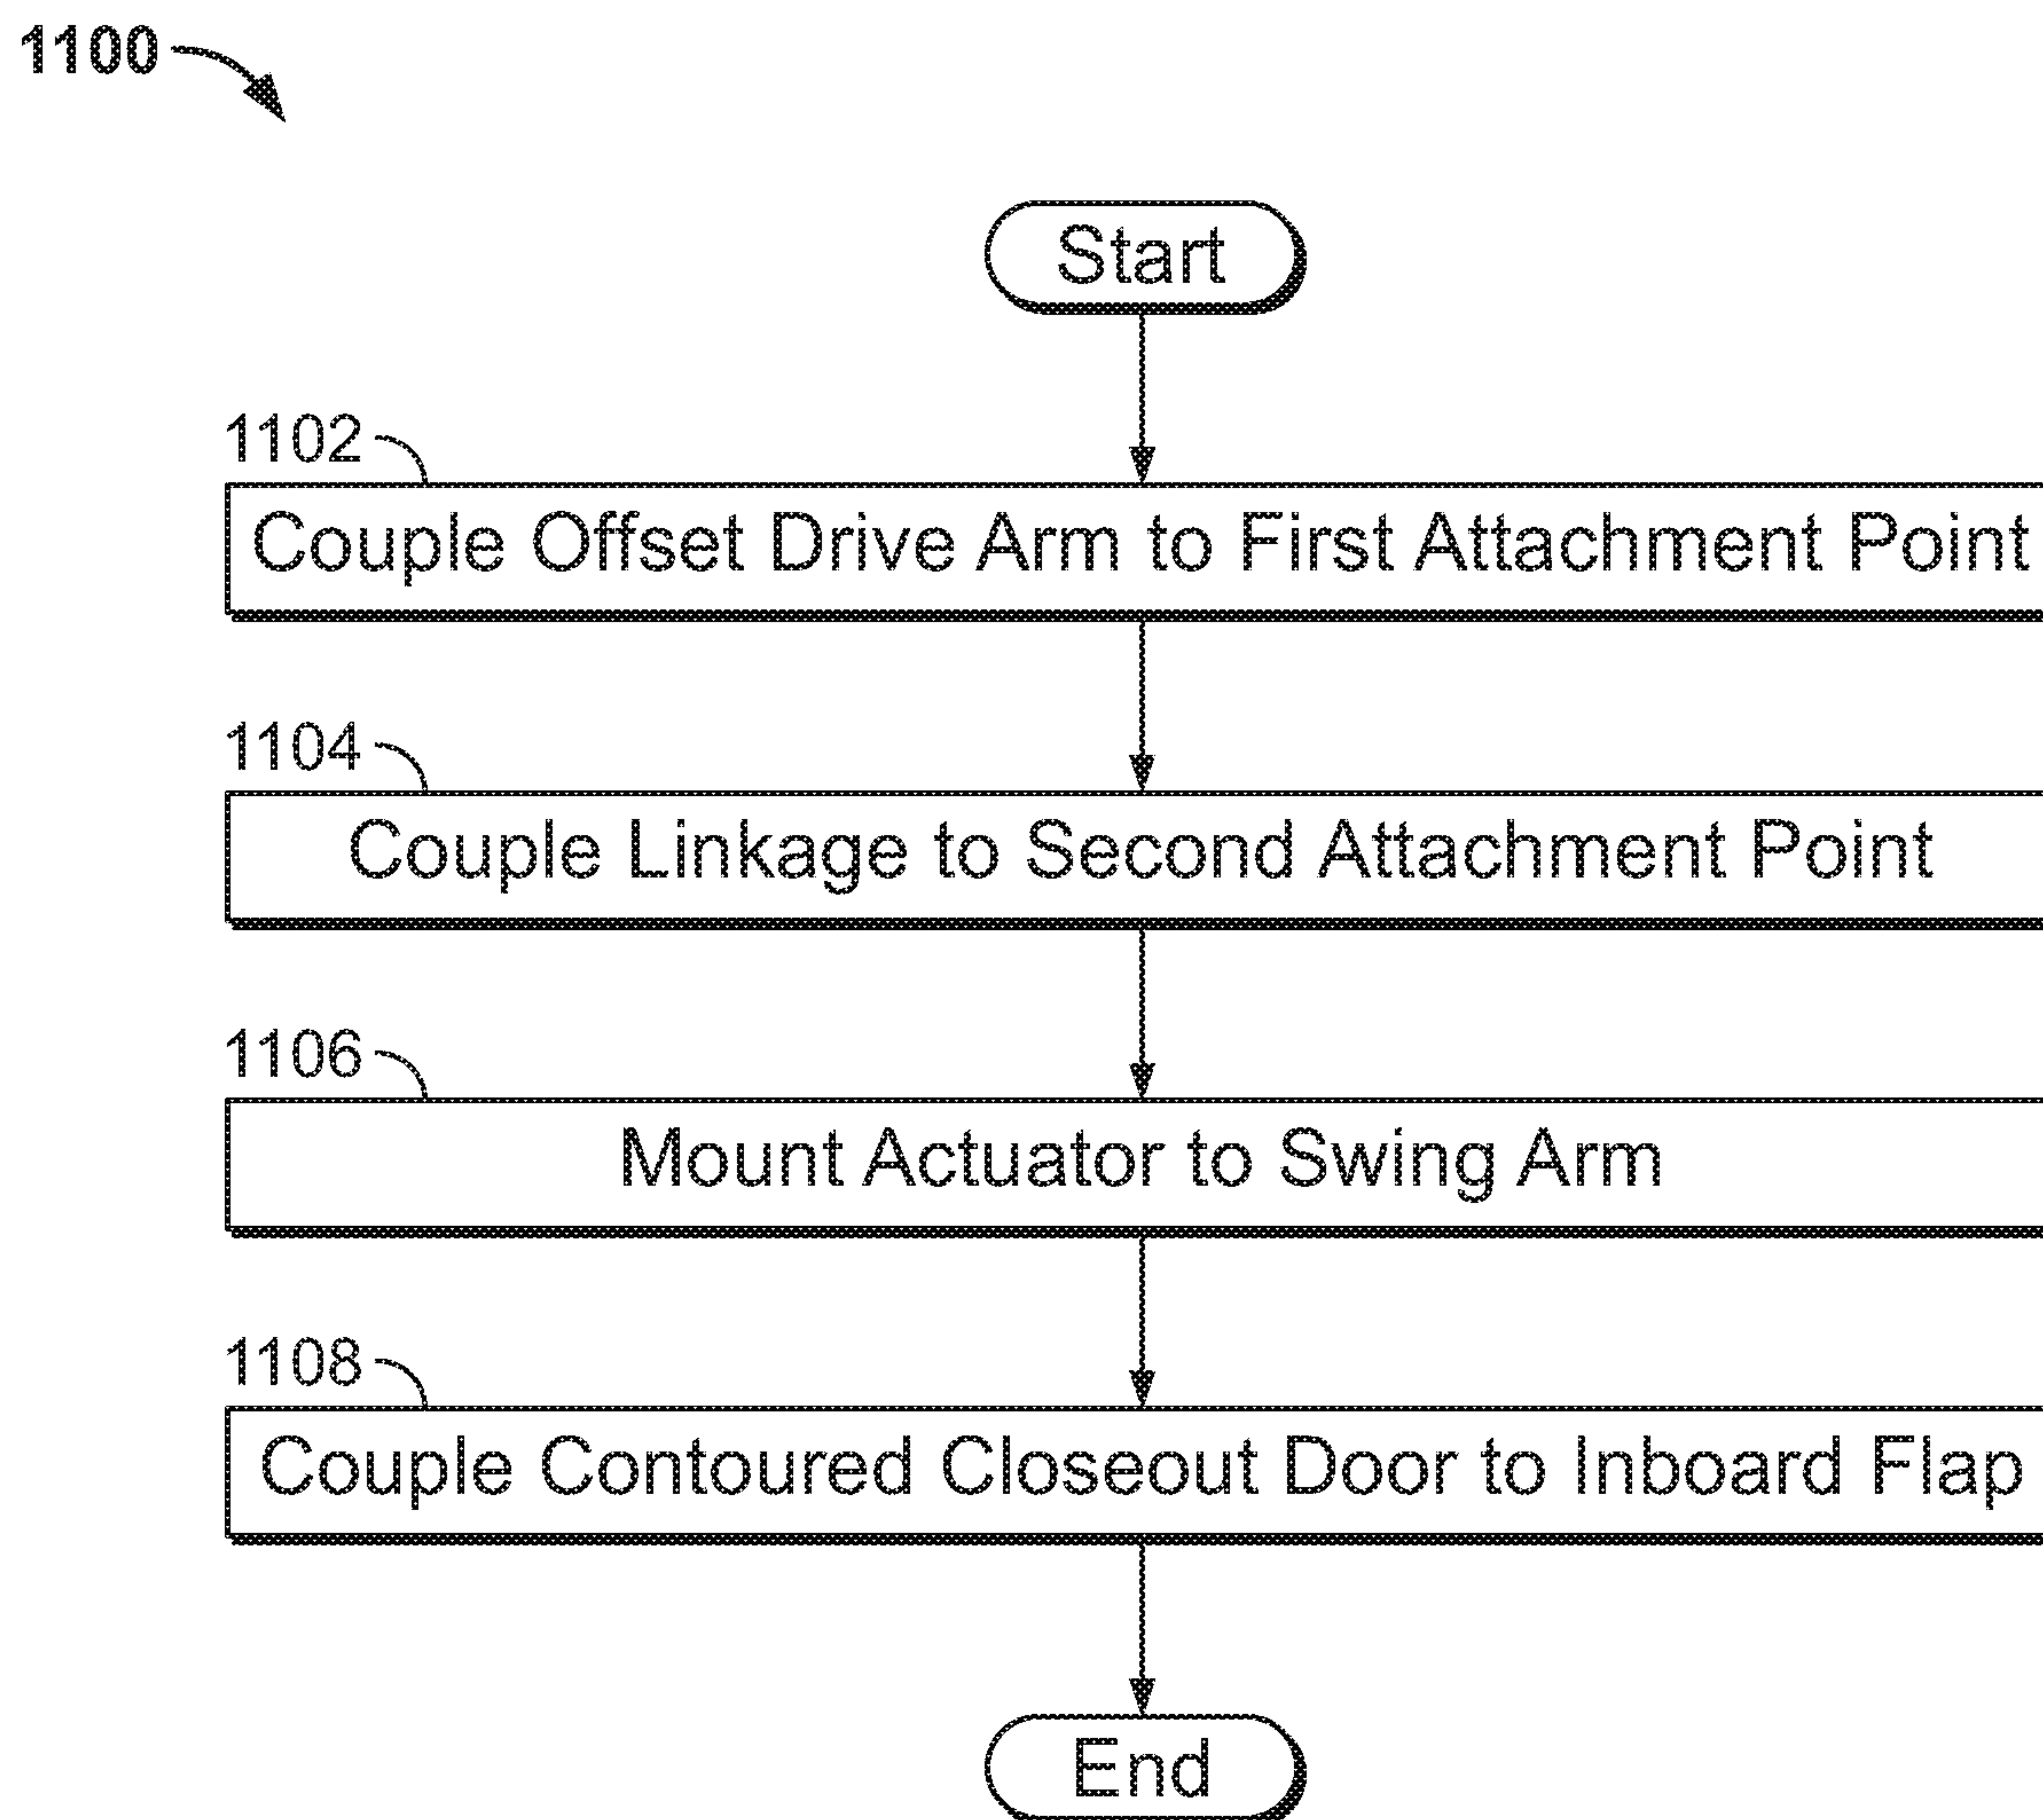 1100
Start
1102
Couple Offset Drive Arm to First Attachment Point
1104
Couple Linkage to Second Attachment Point
1106
Mount Actuator to Swing Arm
1108
Couple Contoured Closeout Door to Inboard Flap
End